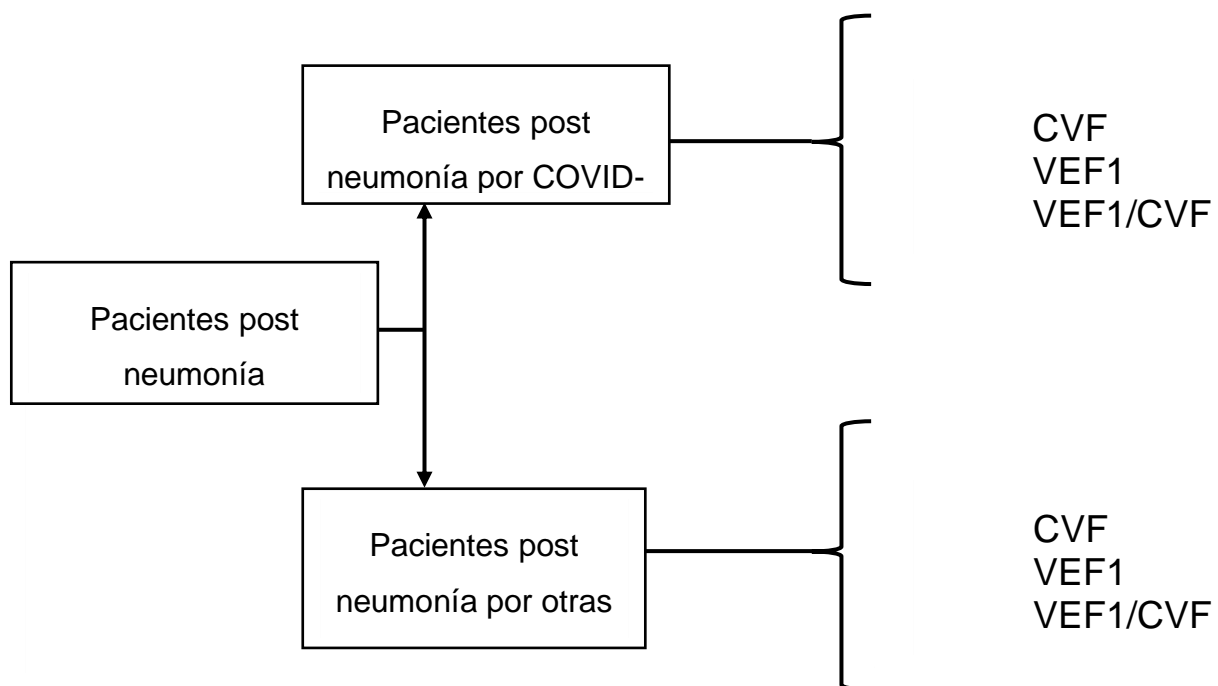 Pacientes post
neumonía por COVID-
CVF
VEF1
VEF1/CVF
Pacientes post
neumonía
Pacientes post
neumonía por otras
CVF
VEF1
VEF1/CVF